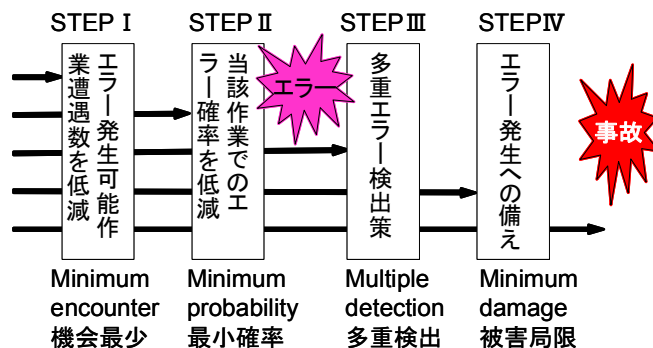 STEP Ⅰ
STEP Ⅱ
STEP Ⅲ
STEP Ⅳ
エラー発生可能作
業遭遇数を低減
当該作業でのエ
ラー確率を低減
エラー
多重エラー検出策
エラー発生への備え
事故
Minimum
encounter
機会最少
Minimum
probability
最小確率
Multiple
detection
多重検出
Minimum
damage
被害局限